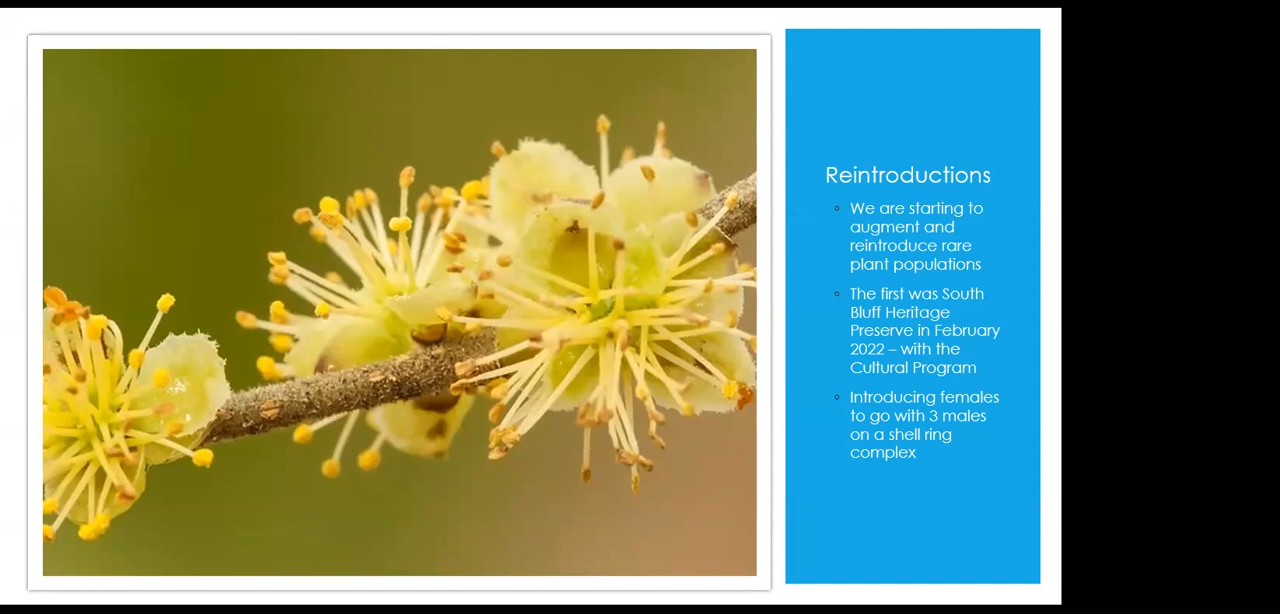 Reintroductions
We are starting to
augment and
reintroduce rare
plant populations
The first was South
Bluff Heritage
Preserve in February
2022 – with the
Cultural Program
Introducing females
to go with 3 males
on a shell ring
complex